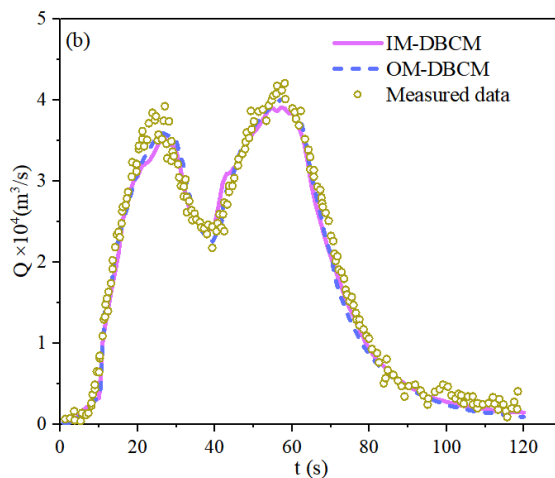 (b)
IM-DBCM
OM-DBCM
Measured data
Q ×10⁴(m³/s)
5
4
3
2
1
0
0 20 40 60 80 100 120
t (s)